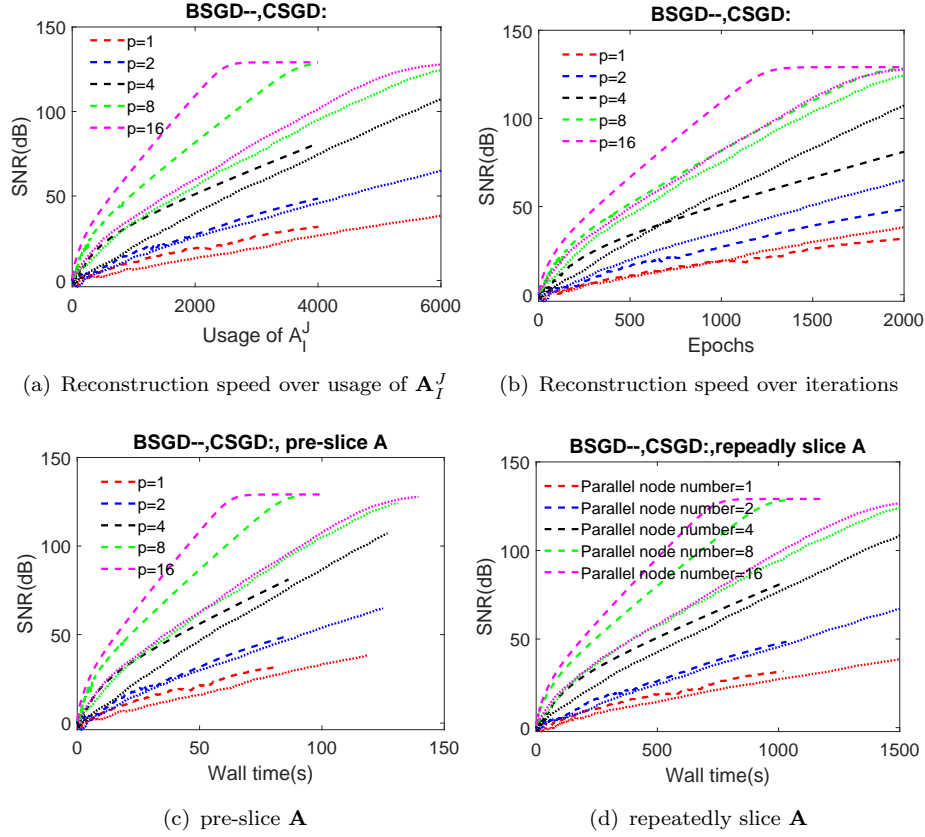 BSGD--,CSGD:
150
100
50
0
SNR(dB)
p=1
p=2
p=4
p=8
p=16
0 2000 4000 6000
Usage of A_I^J
(a) Reconstruction speed over usage of A_I^J
BSGD--,CSGD:
150
100
50
0
SNR(dB)
p=1
p=2
p=4
p=8
p=16
0 500 1000 1500 2000
Epochs
(b) Reconstruction speed over iterations
BSGD--,CSGD:, pre-slice A
150
100
50
0
SNR(dB)
p=1
p=2
p=4
p=8
p=16
0 50 100 150
Wall time(s)
(c) pre-slice A
BSGD--,CSGD:,repeadly slice A
150
100
50
0
SNR(dB)
Parallel node number=1
Parallel node number=2
Parallel node number=4
Parallel node number=8
Parallel node number=16
0 500 1000 1500
Wall time(s)
(d) repeatedly slice A